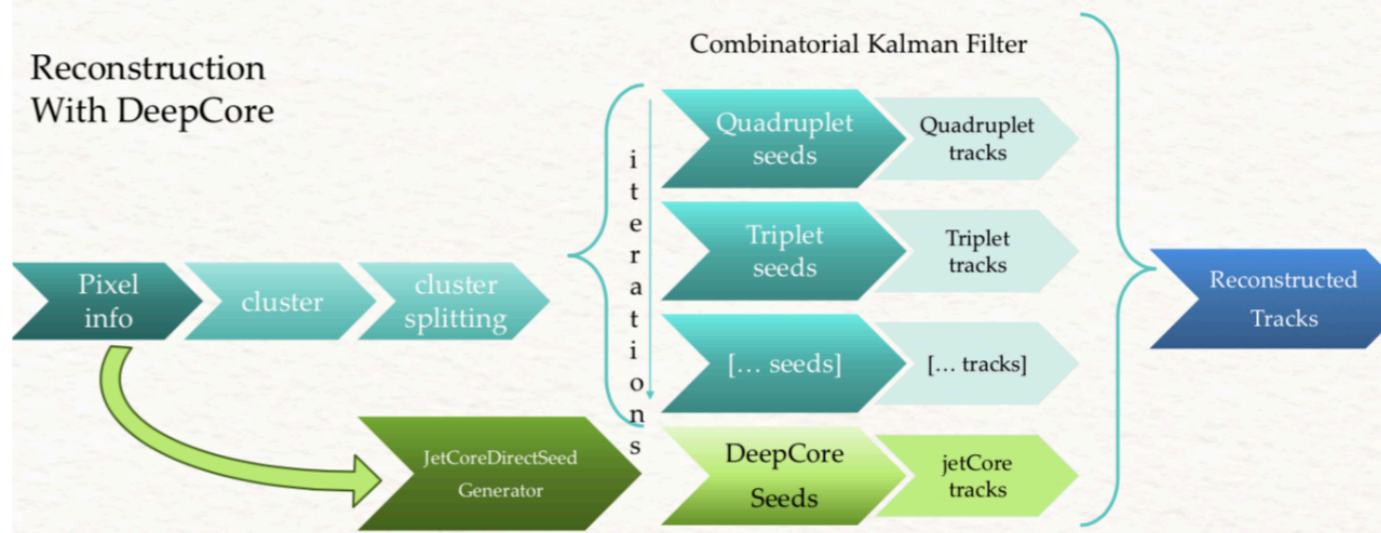 Reconstruction
With DeepCore
Combinatorial Kalman Filter
Pixel
info
cluster
cluster
splitting
iterations
Quadruplet
seeds
Quadruplet
tracks
Triplet
seeds
Triplet
tracks
[... seeds]
[... tracks]
JetCoreDirectSeed
Generator
DeepCore
Seeds
jetCore
tracks
Reconstructed
Tracks